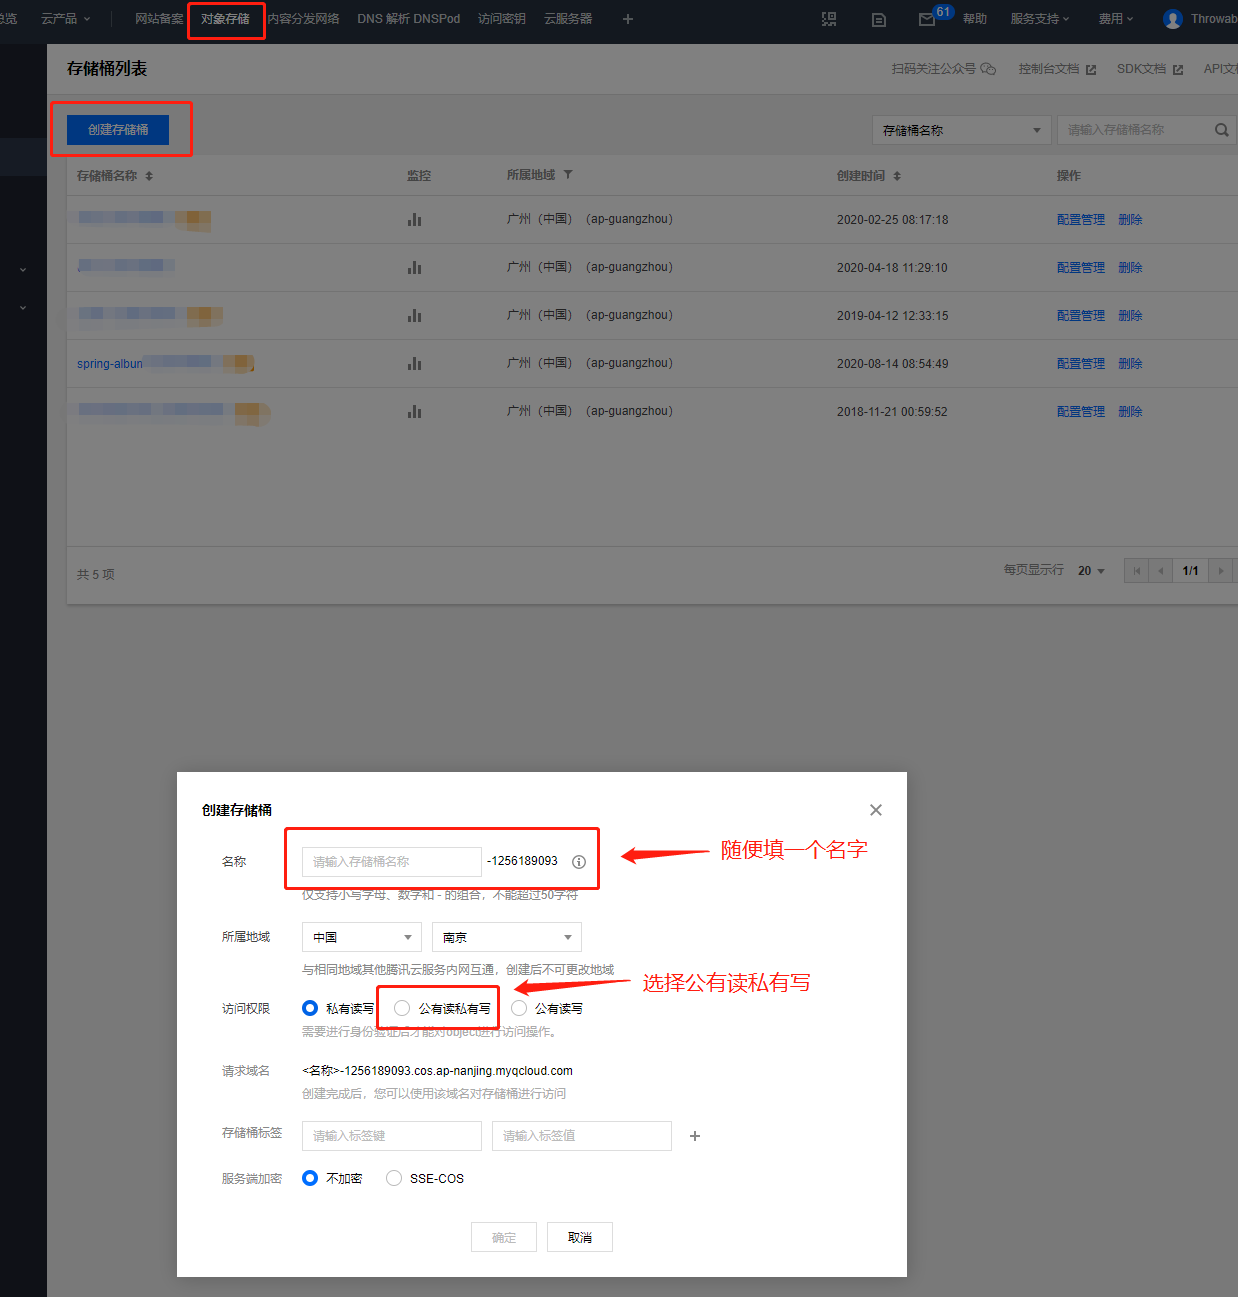 总览 云产品 网站备案 对象存储 内容分发网络 DNS 解析 DNSPod 访问密钥 云服务器 + 61 帮助 服务支持 费用 Throwab
存储桶列表 扫码关注公众号 控制台文档 SDK文档 API文档
创建存储桶 存储桶名称 请输入存储桶名称
存储桶名称 监控 所属地域 创建时间 操作
广州（中国）（ap-guangzhou） 2020-02-25 08:17:18 配置管理 删除
广州（中国）（ap-guangzhou） 2020-04-18 11:29:10 配置管理 删除
广州（中国）（ap-guangzhou） 2019-04-12 12:33:15 配置管理 删除
spring-albun 广州（中国）（ap-guangzhou） 2020-08-14 08:54:49 配置管理 删除
广州（中国）（ap-guangzhou） 2018-11-21 00:59:52 配置管理 删除
共 5 项 每页显示行 20 1/1
创建存储桶
名称 请输入存储桶名称 -1256189093 随便填一个名字
仅支持小写字母、数字和 - 的组合，不能超过50字符
所属地域 中国 南京
与相同地域其他腾讯云服务内网互通，创建后不可更改地域
选择公有读私有写
访问权限 私有读写 公有读私有写 公有读写
需要进行身份验证后才能对object进行访问操作。
请求域名 <名称>-1256189093.cos.ap-nanjing.myqcloud.com
创建完成后，您可以使用该域名对存储桶进行访问
存储桶标签 请输入标签键 请输入标签值 +
服务端加密 不加密 SSE-COS
确定 取消